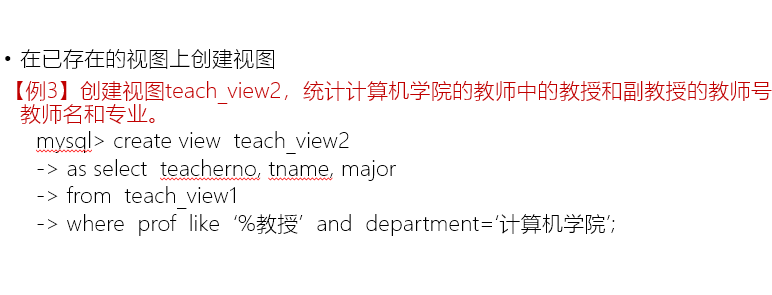 • 在已存在的视图上创建视图
【例3】创建视图teach_view2，统计计算机学院的教师中的教授和副教授的教师号
教师名和专业。
mysql> create view teach_view2
-> as select teacherno, tname, major
-> from teach_view1
-> where prof like ‘%教授’ and department=‘计算机学院’;